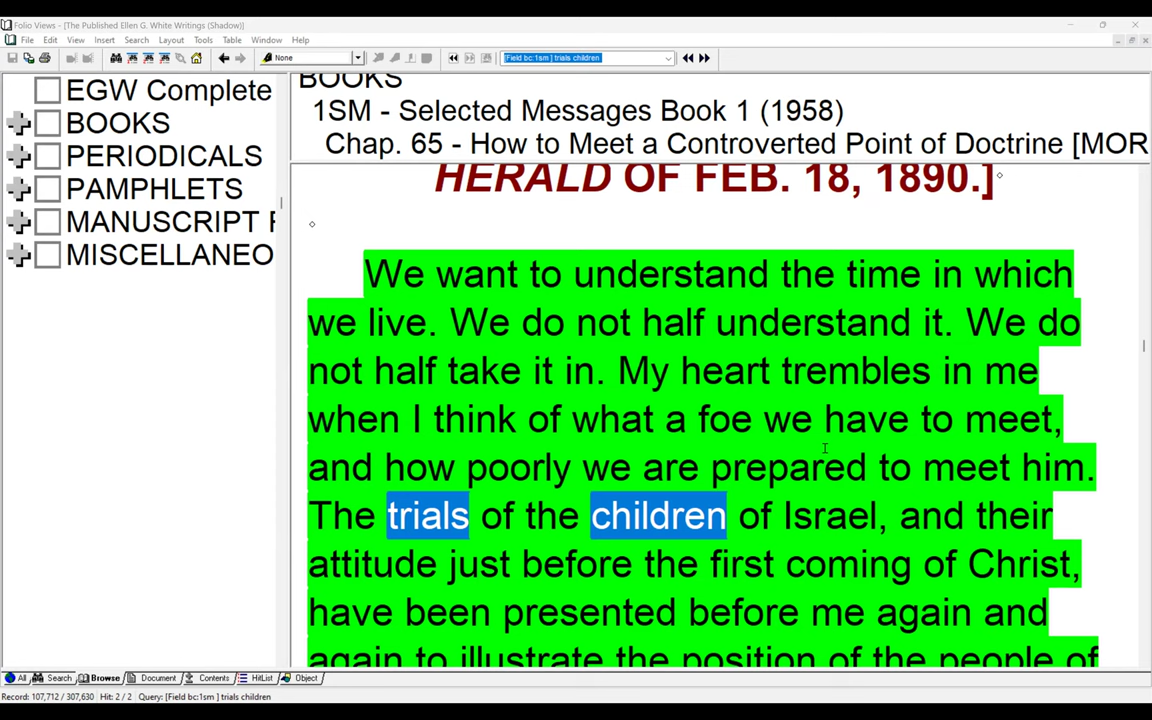 Folio Views - [The Published Ellen G. White Writings (Shadow)]
File Edit View Insert Search Layout Tools Table Window Help
None
[Field bc:1sm ] trials children
EGW Complete
BOOKS
PERIODICALS
PAMPHLETS
MANUSCRIPT
MISCELLANEO
BOOKS
1SM - Selected Messages Book 1 (1958)
Chap. 65 - How to Meet a Controverted Point of Doctrine [MOR
HERALD OF FEB. 18, 1890.]
We want to understand the time in which
we live. We do not half understand it. We do
not half take it in. My heart trembles in me
when I think of what a foe we have to meet,
and how poorly we are prepared to meet him.
The trials of the children of Israel, and their
attitude just before the first coming of Christ,
have been presented before me again and
again to illustrate the position of the people of
All Search Browse Document Contents HitList Object
Record: 107,712 / 307,630 Hit: 2 / 2 Query: [Field bc:1sm ] trials children